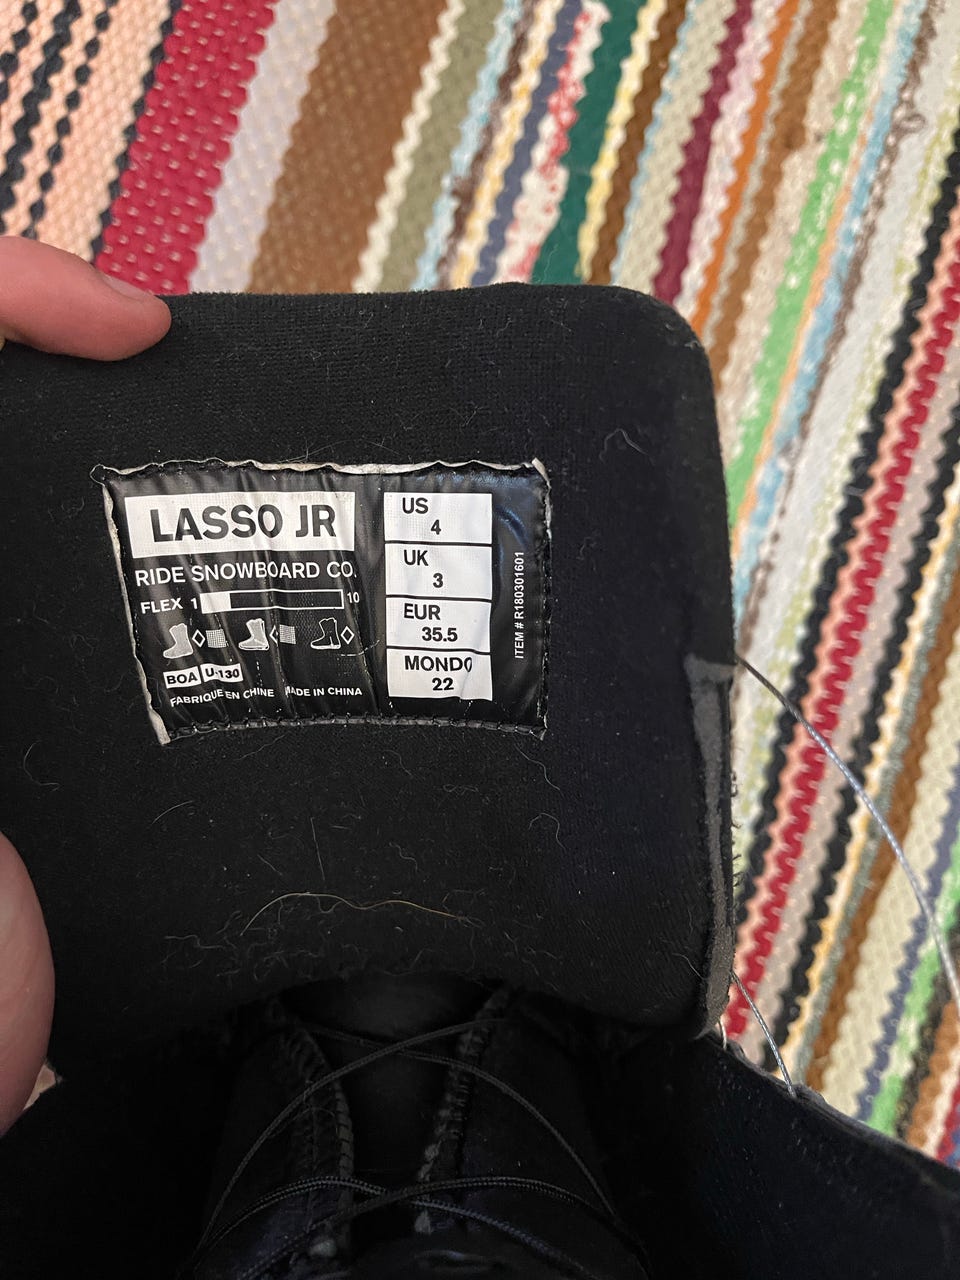 LASSO JR
RIDE SNOWBOARD CO.
FLEX 1 10
BOA U-130
FABRIQUE EN CHINE MADE IN CHINA
US
4
UK
3
EUR
35.5
MONDO
22
ITEM # R180301601